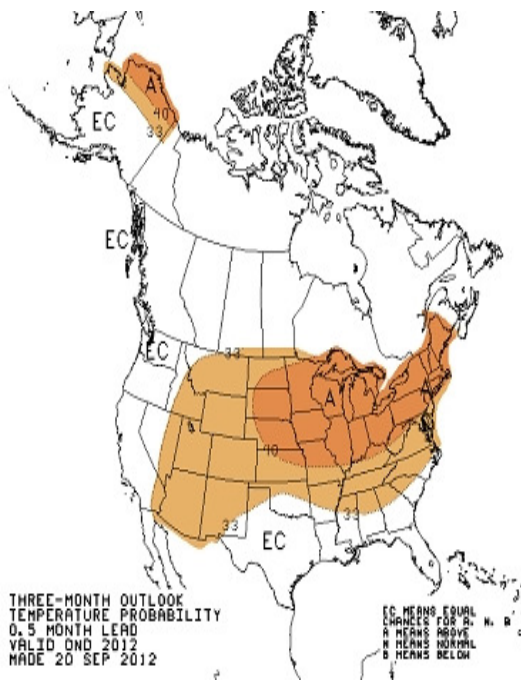 A
40
EC
33
EC
EC
33
A
A
40
33
33
EC
THREE-MONTH OUTLOOK
TEMPERATURE PROBABILITY
0.5 MONTH LEAD
VALID OND 2012
MADE 20 SEP 2012
EC MEANS EQUAL
CHANCES FOR A, N, B
A MEANS ABOVE
N MEANS NORMAL
B MEANS BELOW